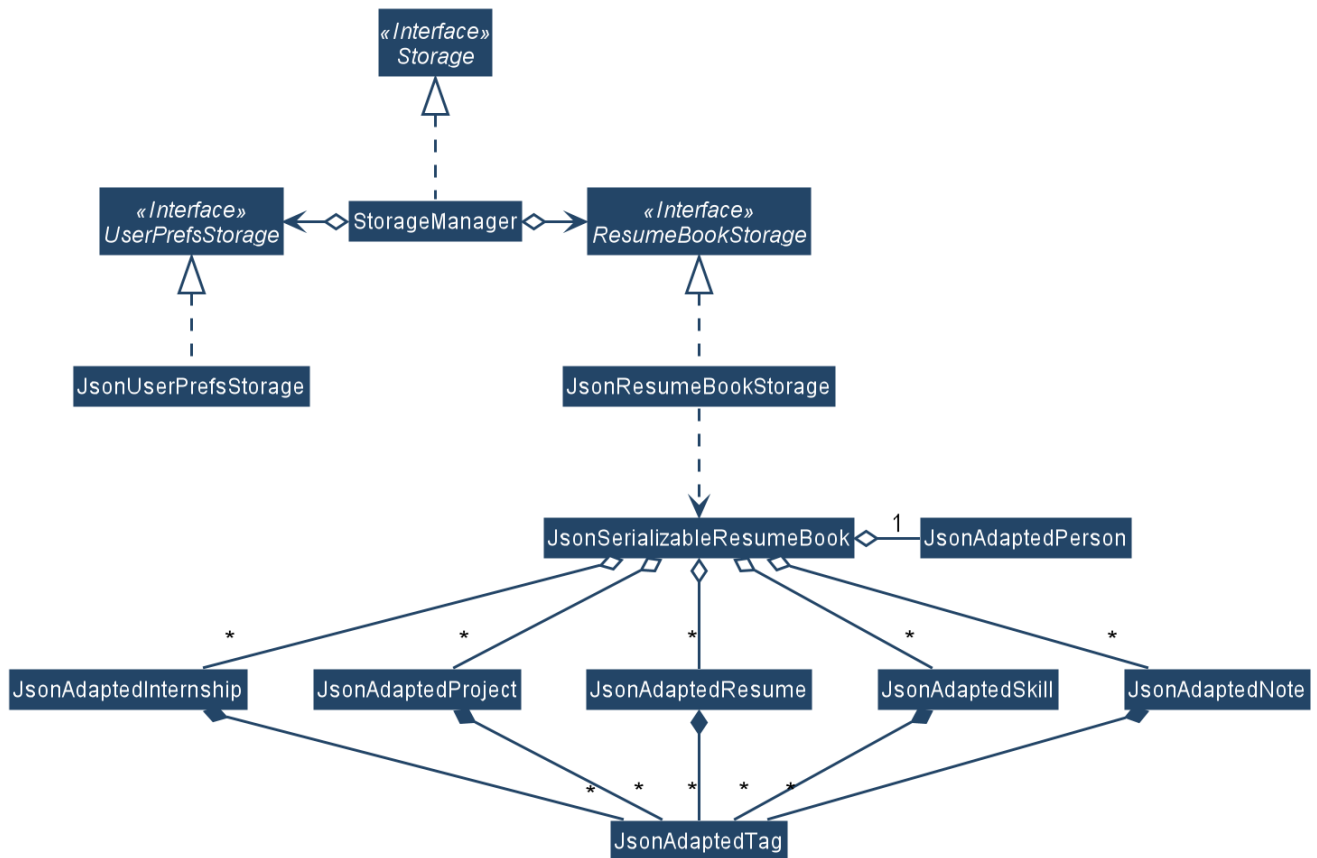 «Interface»
Storage
«Interface»
UserPrefsStorage
StorageManager
«Interface»
ResumeBookStorage
JsonUserPrefsStorage
JsonResumeBookStorage
JsonSerializableResumeBook
1
JsonAdaptedPerson
*
*
*
*
*
JsonAdaptedInternship
JsonAdaptedProject
JsonAdaptedResume
JsonAdaptedSkill
JsonAdaptedNote
*
*
*
*
*
JsonAdaptedTag